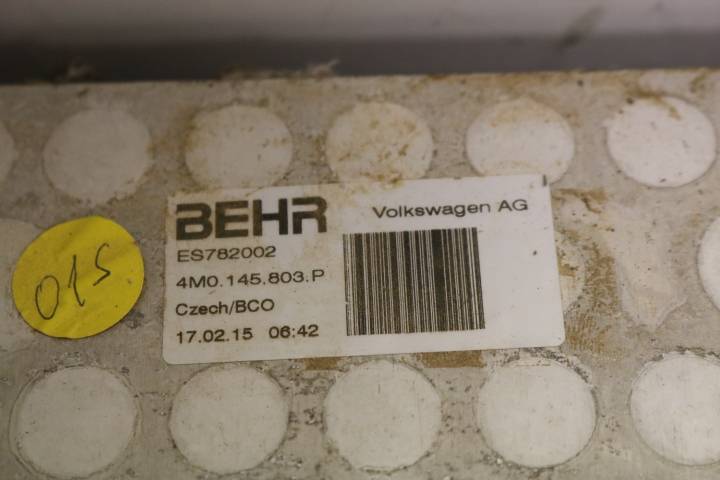 BEHR
Volkswagen AG
ES782002
4M0.145.803.P
Czech/BCO
17.02.15 06:42
015